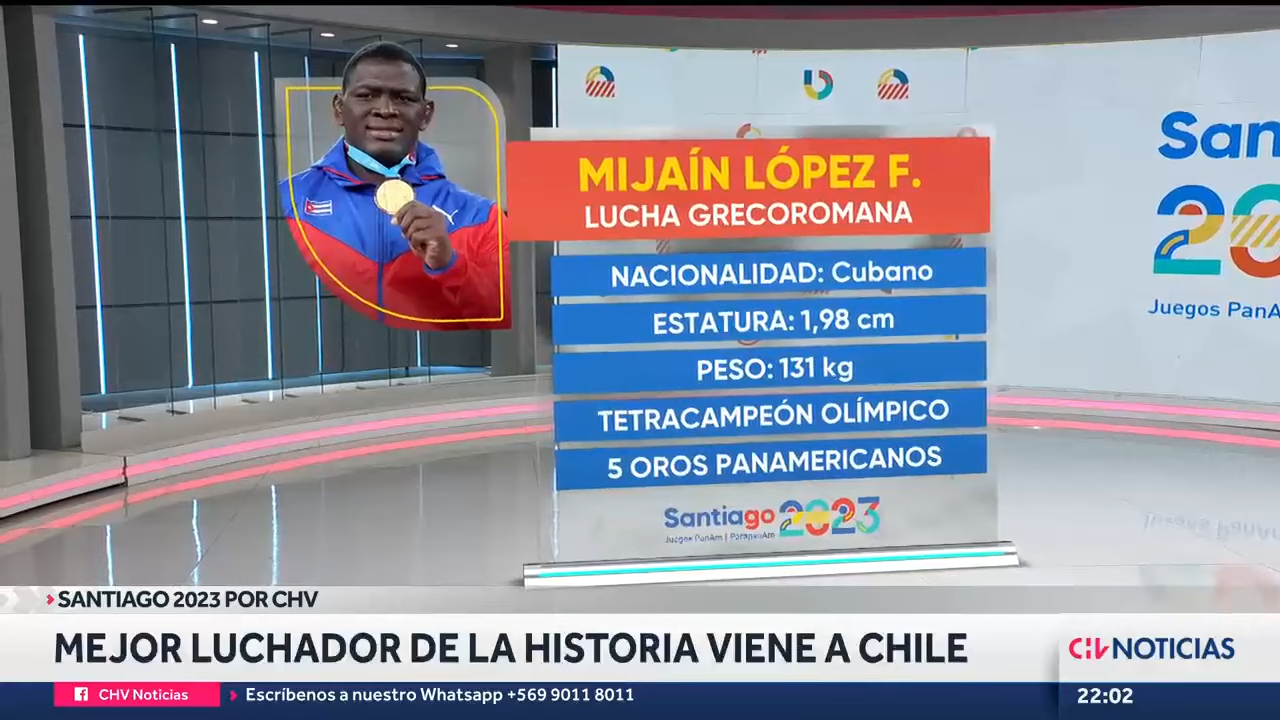 MIJAÍN LÓPEZ F.
LUCHA GRECOROMANA
NACIONALIDAD: Cubano
ESTATURA: 1,98 cm
PESO: 131 kg
TETRACAMPEÓN OLÍMPICO
5 OROS PANAMERICANOS
Santiago 2023
Juegos PanAm | ParapanAm
San
20
Juegos PanA
SANTIAGO 2023 POR CHV
MEJOR LUCHADOR DE LA HISTORIA VIENE A CHILE
CHV NOTICIAS
CHV Noticias
Escríbenos a nuestro Whatsapp +569 9011 8011
22:02